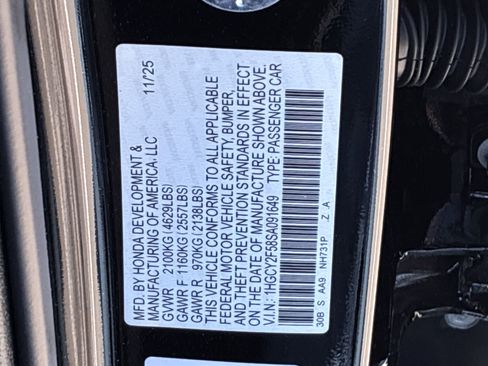 MFD. BY HONDA DEVELOPMENT &
MANUFACTURING OF AMERICA, LLC 11/25
GVWR 2100KG(4629LBS)
GAWR F 1160KG(2557LBS)
GAWR R 970KG(2138LBS)
THIS VEHICLE CONFORMS TO ALL APPLICABLE
FEDERAL MOTOR VEHICLE SAFETY, BUMPER,
AND THEFT PREVENTION STANDARDS IN EFFECT
ON THE DATE OF MANUFACTURE SHOWN ABOVE.
V.I.N.: 1HGCY2F58SA091649 TYPE: PASSENGER CAR
30B S AA9 NH731P Z A